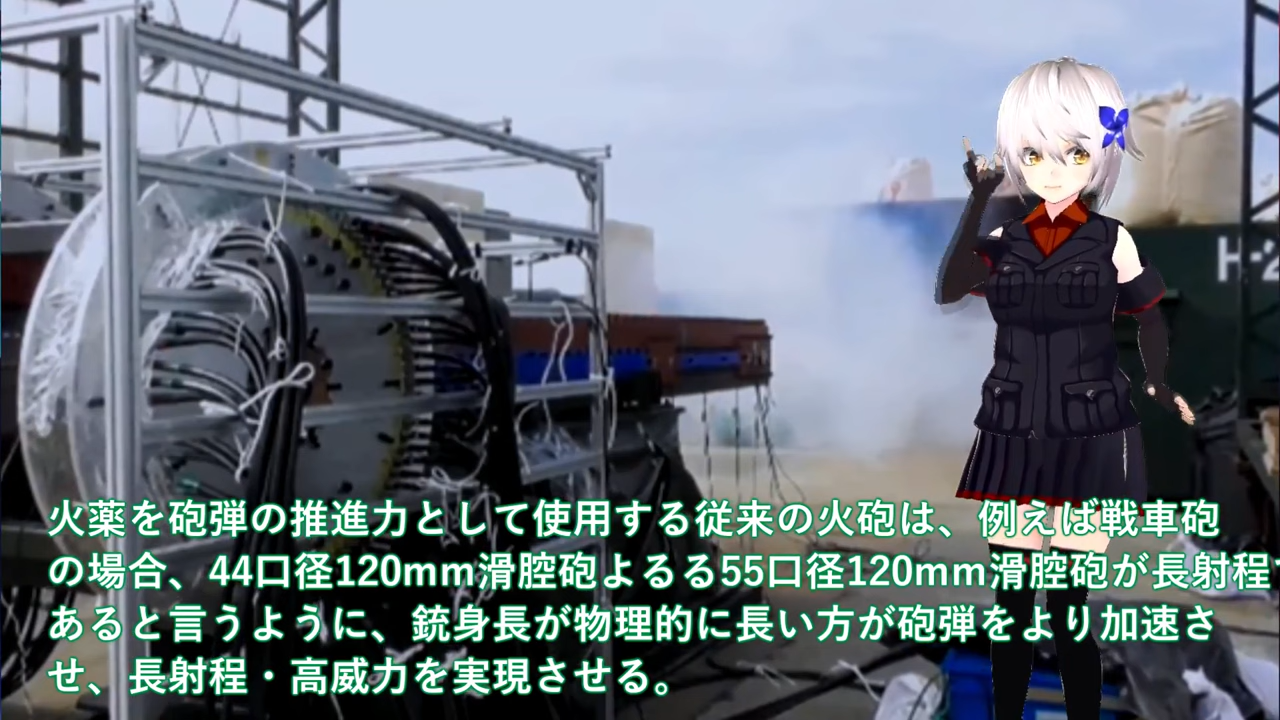 H-2
火薬を砲弾の推進力として使用する従来の火砲は、例えば戦車砲
の場合、44口径120mm滑腔砲よるる55口径120mm滑腔砲が長射程で
あると言うように、銃身長が物理的に長い方が砲弾をより加速さ
せ、長射程・高威力を実現させる。